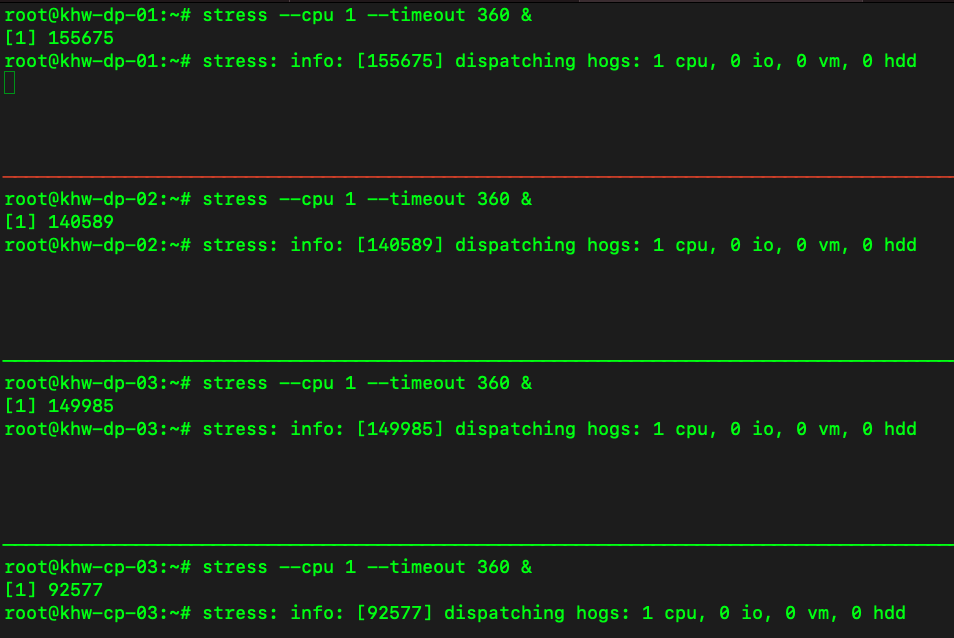 root@khw-dp-01:~# stress --cpu 1 --timeout 360 &
[1] 155675
root@khw-dp-01:~# stress: info: [155675] dispatching hogs: 1 cpu, 0 io, 0 vm, 0 hdd
root@khw-dp-02:~# stress --cpu 1 --timeout 360 &
[1] 140589
root@khw-dp-02:~# stress: info: [140589] dispatching hogs: 1 cpu, 0 io, 0 vm, 0 hdd
root@khw-dp-03:~# stress --cpu 1 --timeout 360 &
[1] 149985
root@khw-dp-03:~# stress: info: [149985] dispatching hogs: 1 cpu, 0 io, 0 vm, 0 hdd
root@khw-cp-03:~# stress --cpu 1 --timeout 360 &
[1] 92577
root@khw-cp-03:~# stress: info: [92577] dispatching hogs: 1 cpu, 0 io, 0 vm, 0 hdd